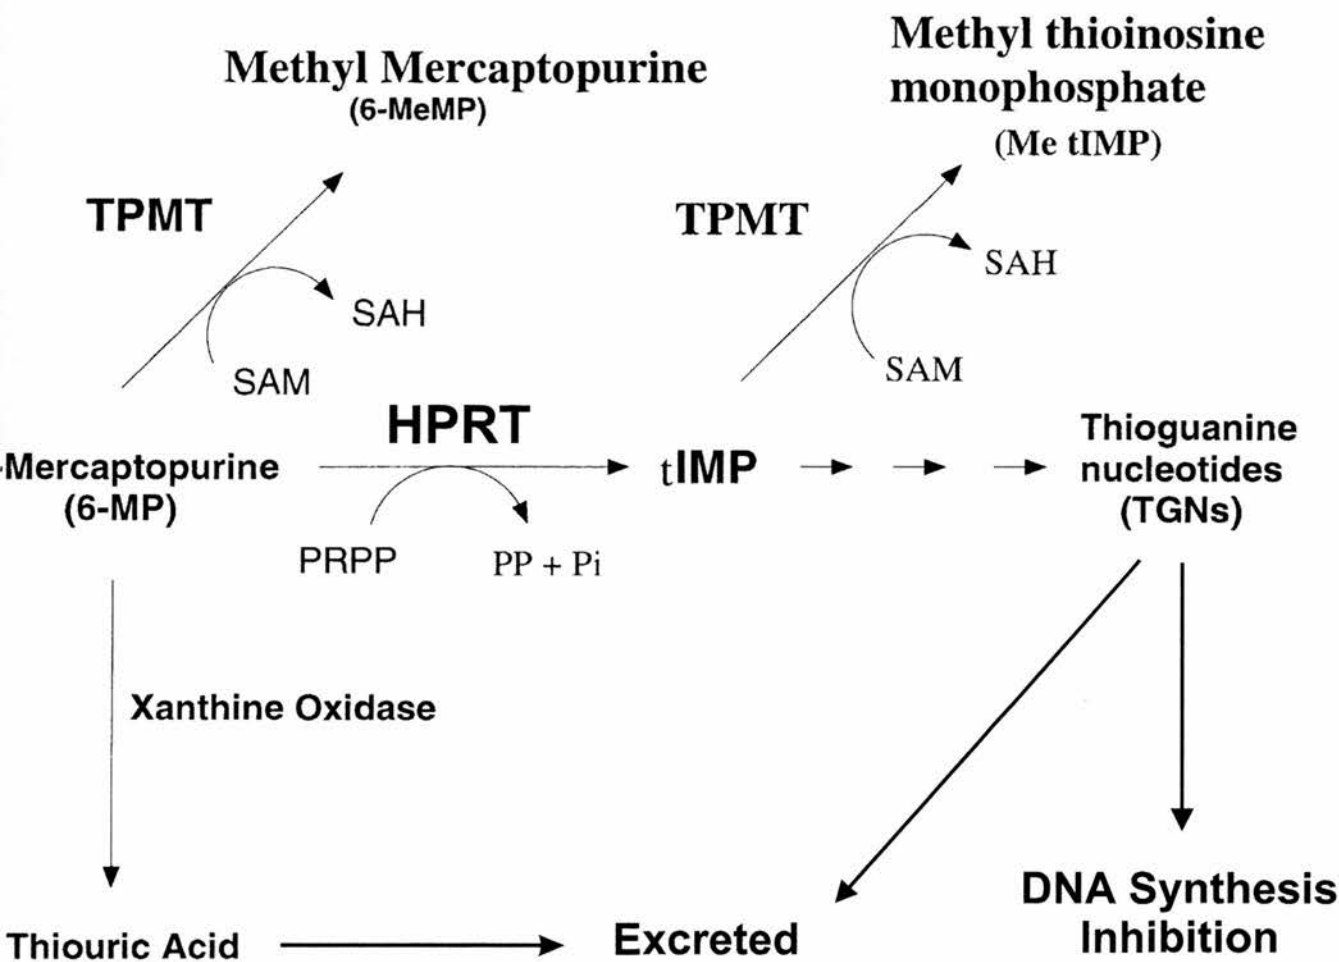 Methyl Mercaptopurine
(6-MeMP)
Methyl thioinosine
monophosphate
(Me tIMP)
TPMT
SAH
SAM
TPMT
SAH
SAM
-Mercaptopurine
(6-MP)
HPRT
PRPP
PP + Pi
tIMP
Thioguanine
nucleotides
(TGNs)
Xanthine Oxidase
Thiouric Acid
Excreted
DNA Synthesis
Inhibition